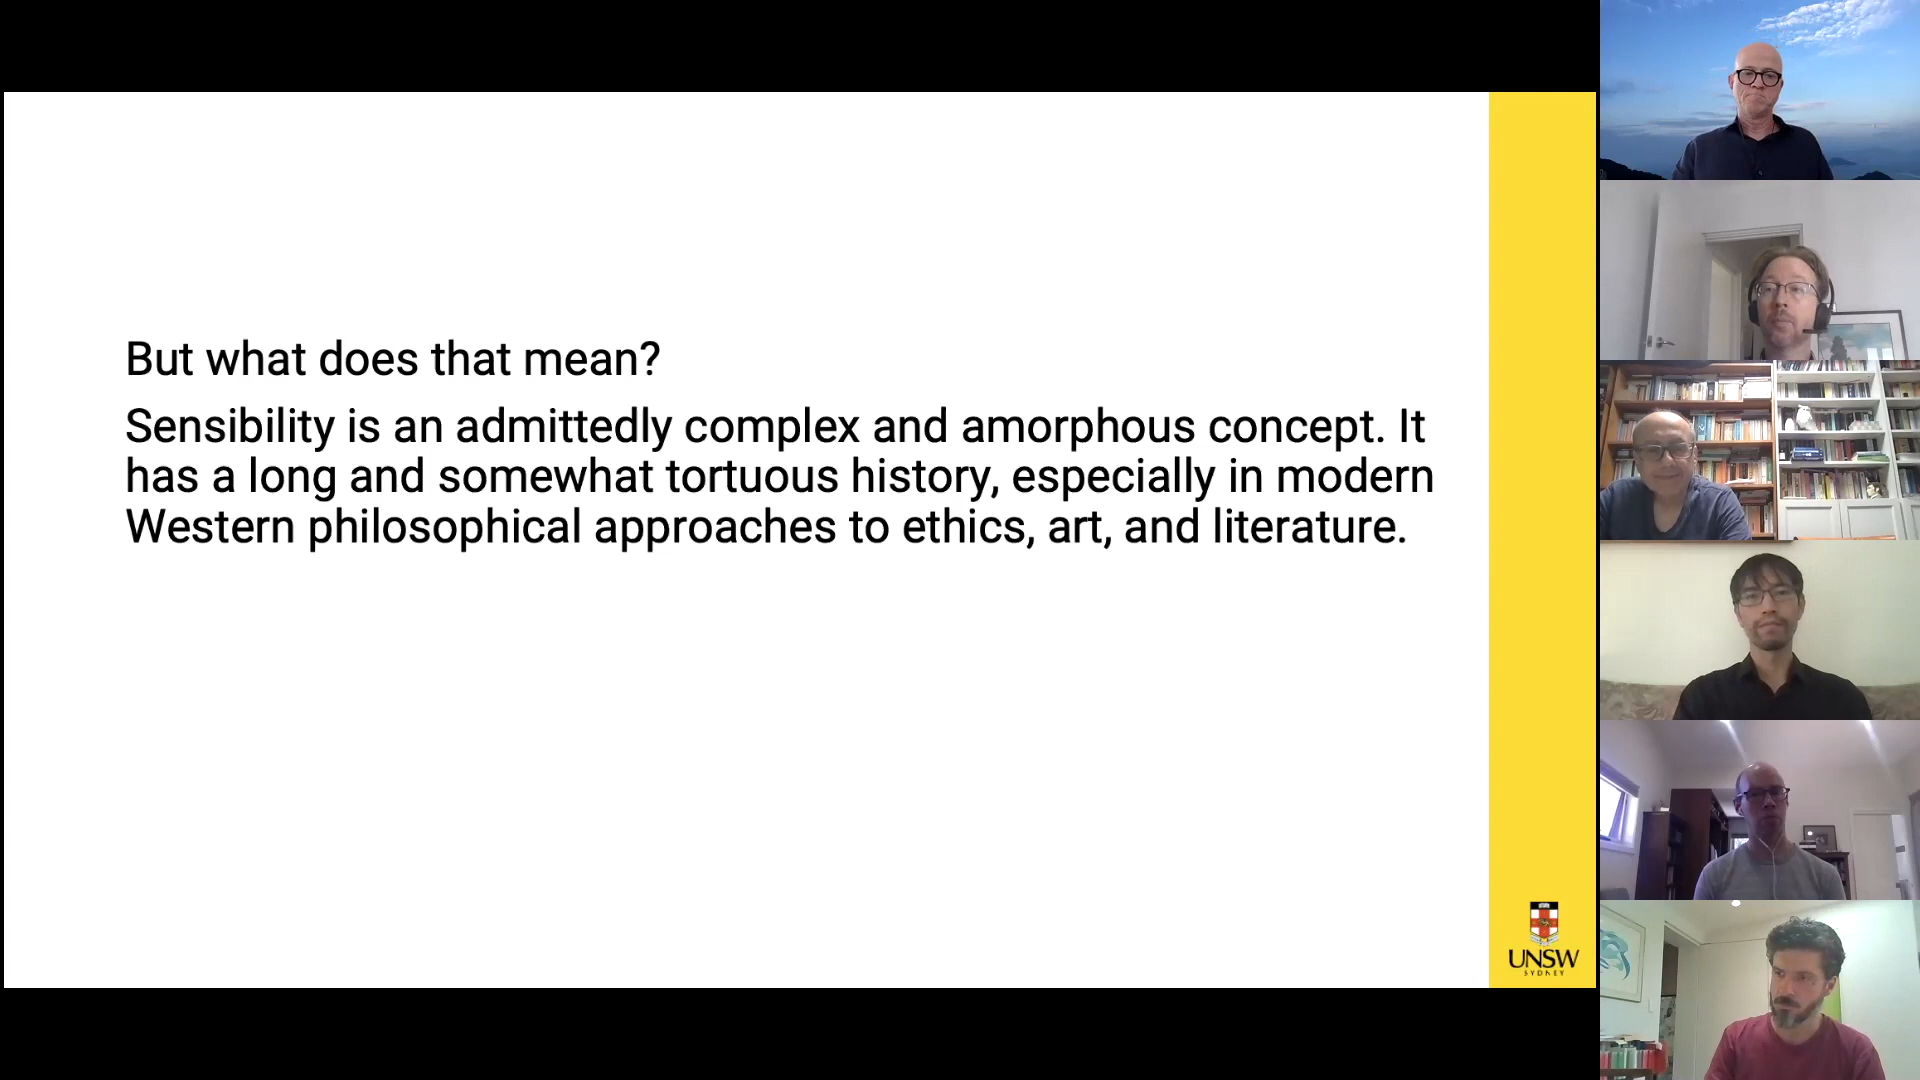 But what does that mean?
Sensibility is an admittedly complex and amorphous concept. It
has a long and somewhat tortuous history, especially in modern
Western philosophical approaches to ethics, art, and literature.
UNSW
SYDNEY